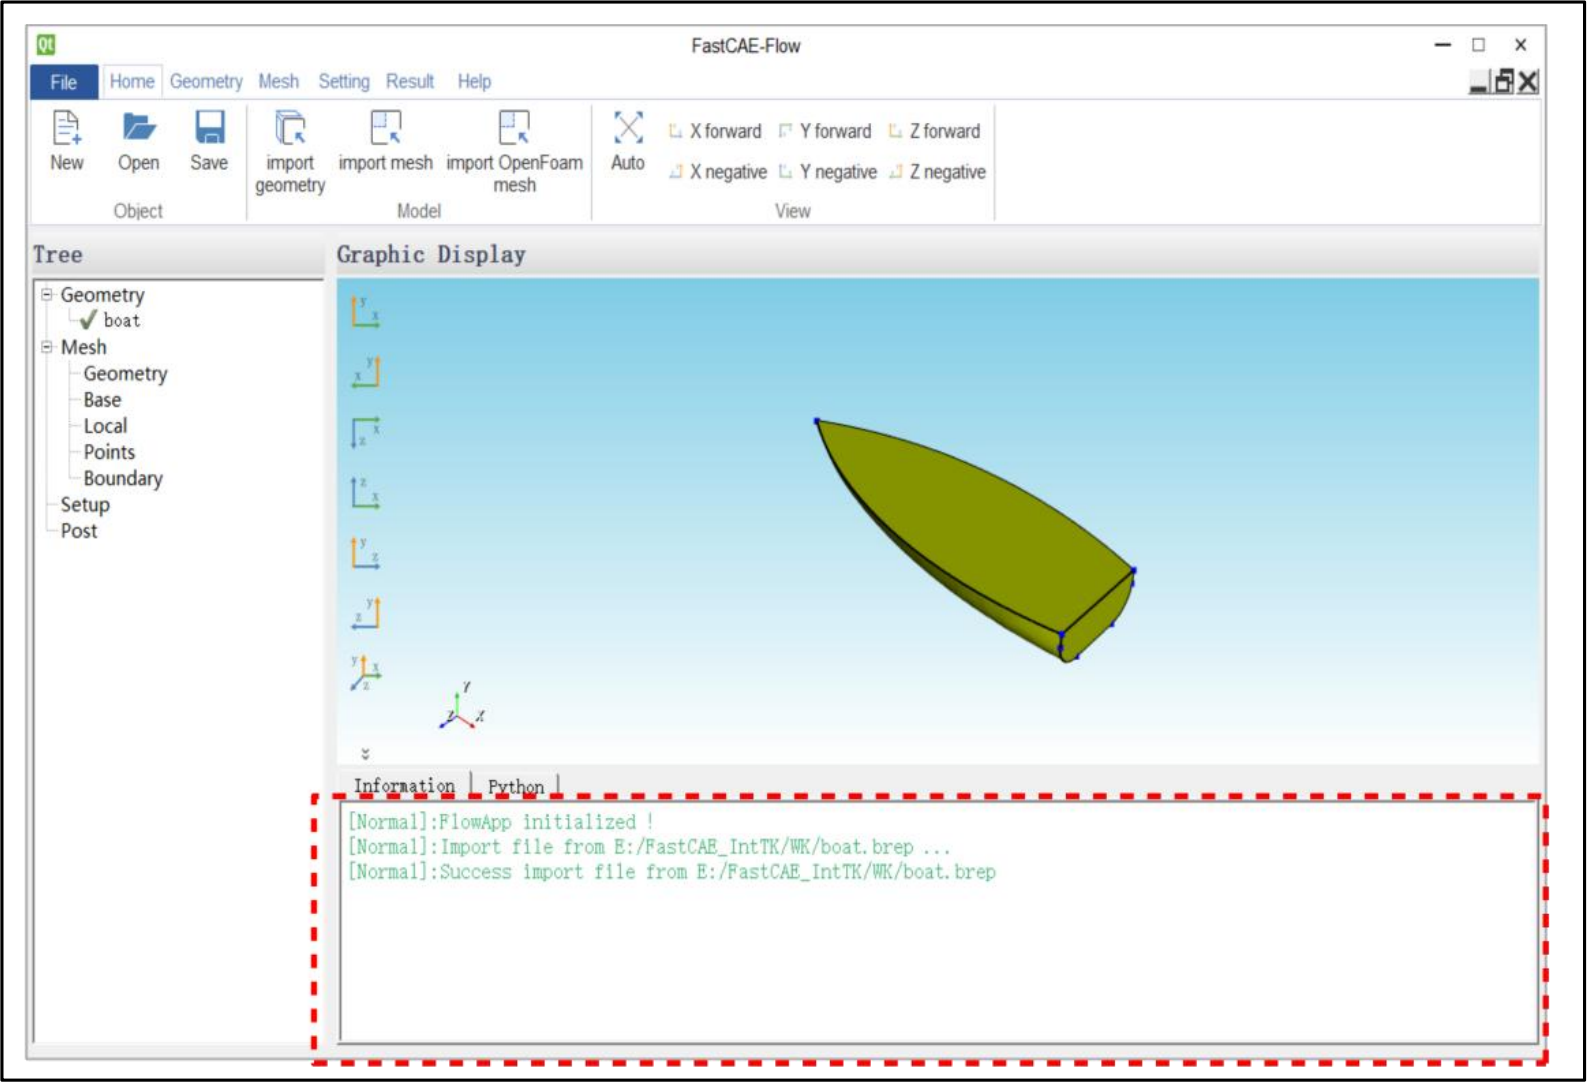 Qt
FastCAE-Flow
File Home Geometry Mesh Setting Result Help
New Open Save import geometry import mesh import OpenFoam mesh Auto X forward Y forward Z forward
X negative Y negative Z negative
Object Model View
Tree
Graphic Display
Geometry
boat
Mesh
Geometry
Base
Local
Points
Boundary
Setup
Post
y x
y x
x z
z x
y z
y z
y x z
Y Z X
Information Python
[Normal]:FlowApp initialized !
[Normal]:Import file from E:/FastCAE_IntTK/WK/boat.brep ...
[Normal]:Success import file from E:/FastCAE_IntTK/WK/boat.brep